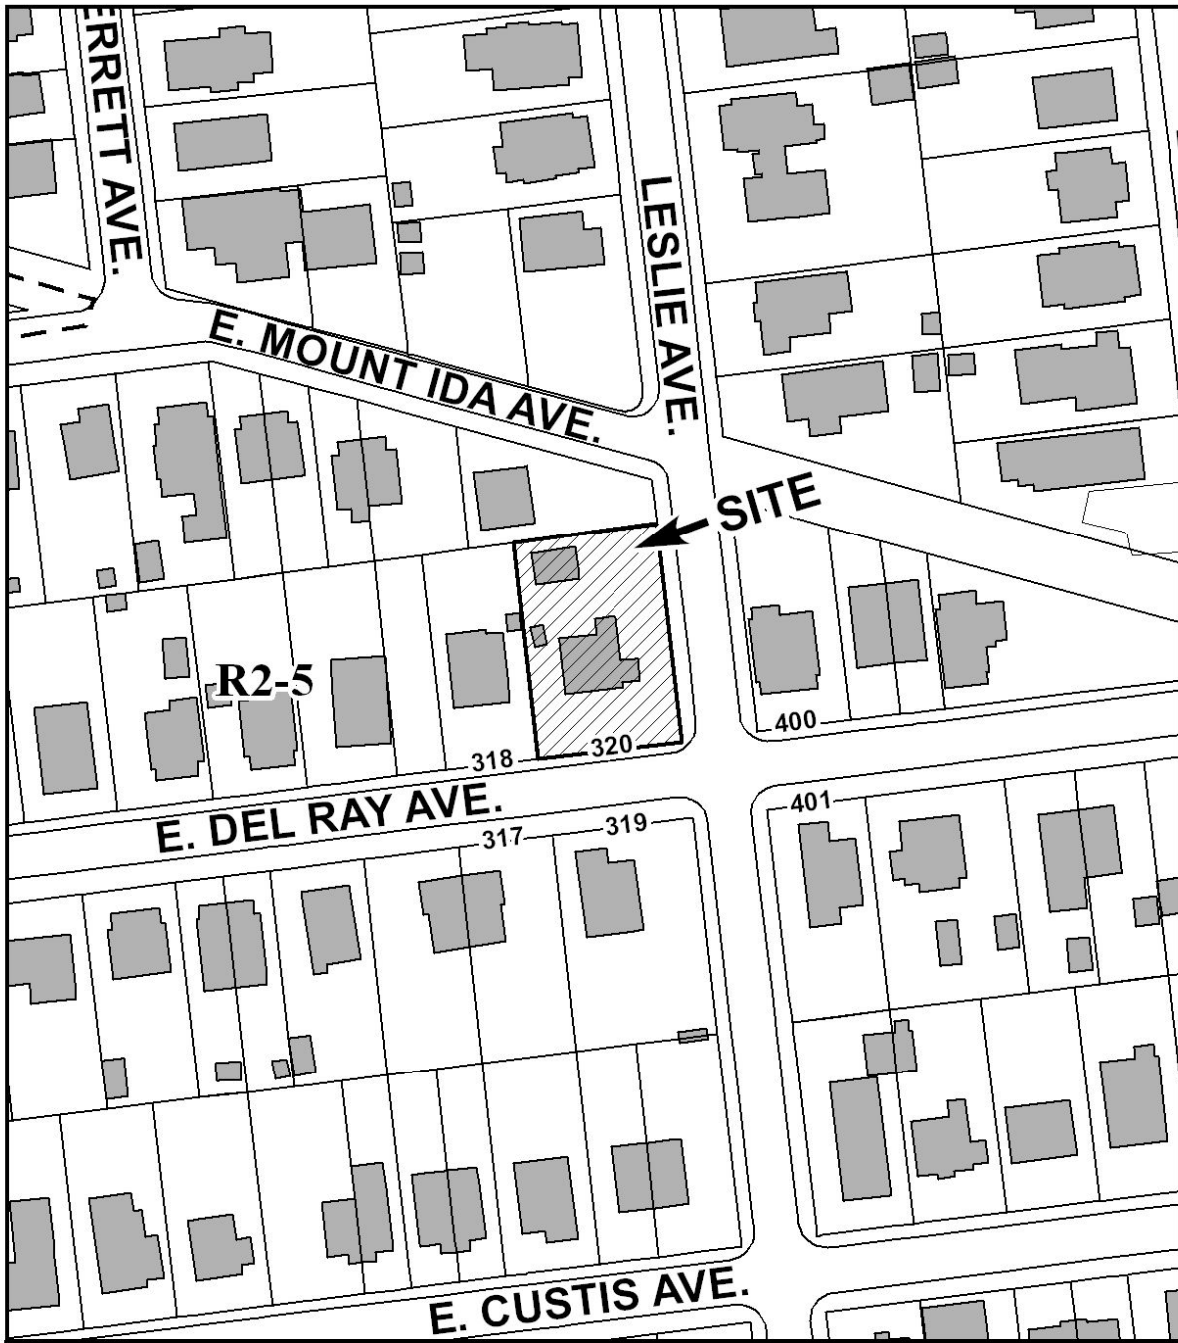 ERRETT AVE.
LESLIE AVE.
E. MOUNT IDA AVE.
SITE
R2-5
400
320
318
401
E. DEL RAY AVE.
319
317
E. CUSTIS AVE.